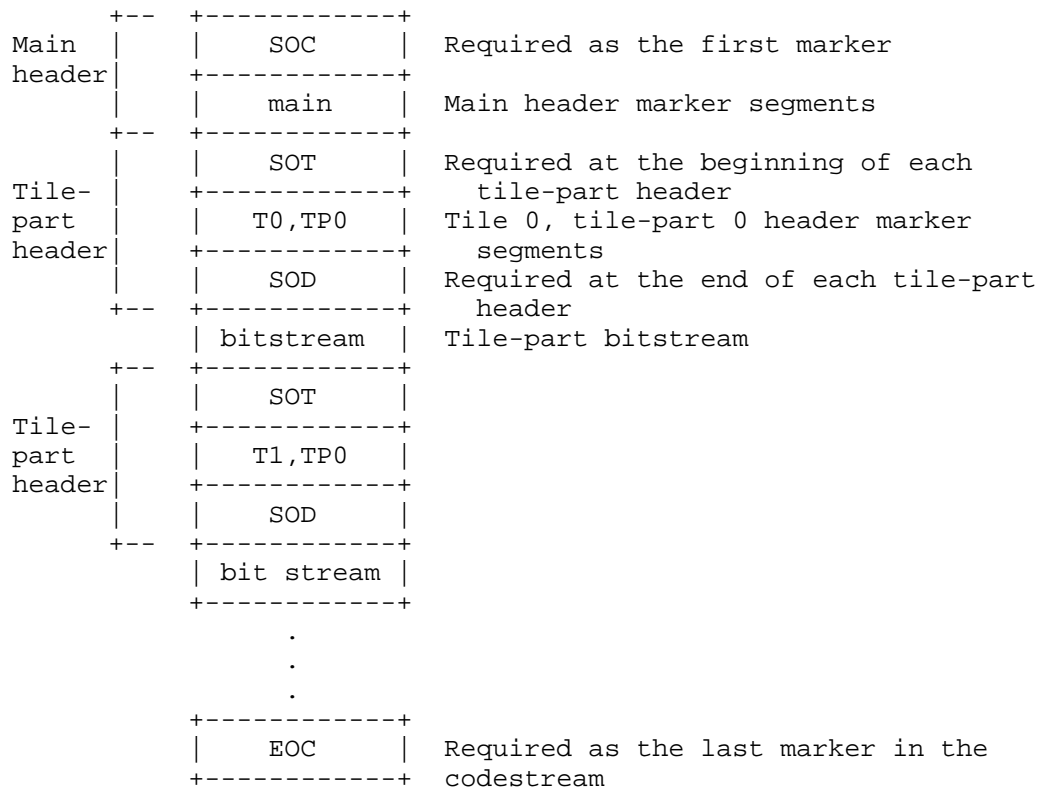 +--  +------------+
Main |    |    SOC     |  Required as the first marker
header|    +------------+
     |    |    main    |  Main header marker segments
     +--  +------------+
     |    |    SOT     |  Required at the beginning of each
Tile- |    +------------+    tile-part header
part |    |   T0,TP0   |  Tile 0, tile-part 0 header marker
header|    +------------+    segments
     |    |    SOD     |  Required at the end of each tile-part
     +--  +------------+    header
          | bitstream  |  Tile-part bitstream
     +--  +------------+
     |    |    SOT     |
Tile- |    +------------+
part |    |   T1,TP0   |
header|    +------------+
     |    |    SOD     |
     +--  +------------+
          | bit stream |
          +------------+
                .
                .
                .
          +------------+
          |    EOC     |  Required as the last marker in the
          +------------+  codestream